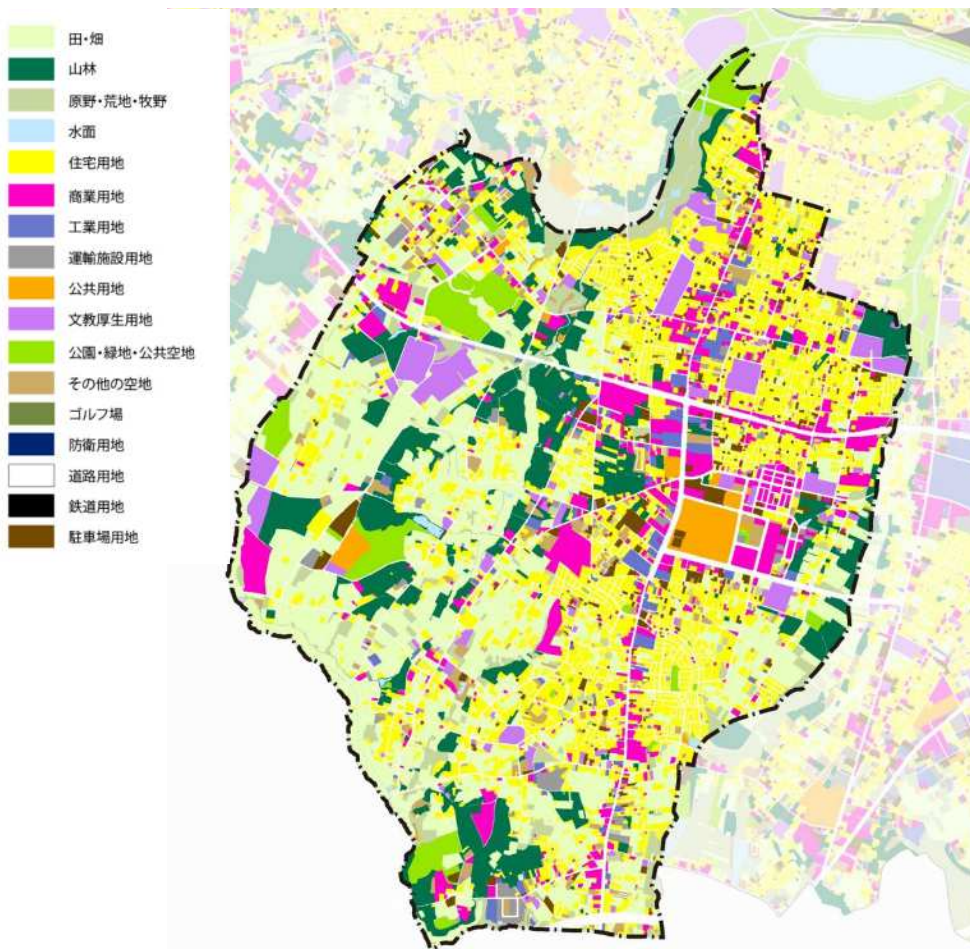 田・畑
山林
原野・荒地・牧野
水面
住宅用地
商業用地
工業用地
運輸施設用地
公共用地
文教厚生用地
公園・緑地・公共空地
その他の空地
ゴルフ場
防衛用地
道路用地
鉄道用地
駐車場用地